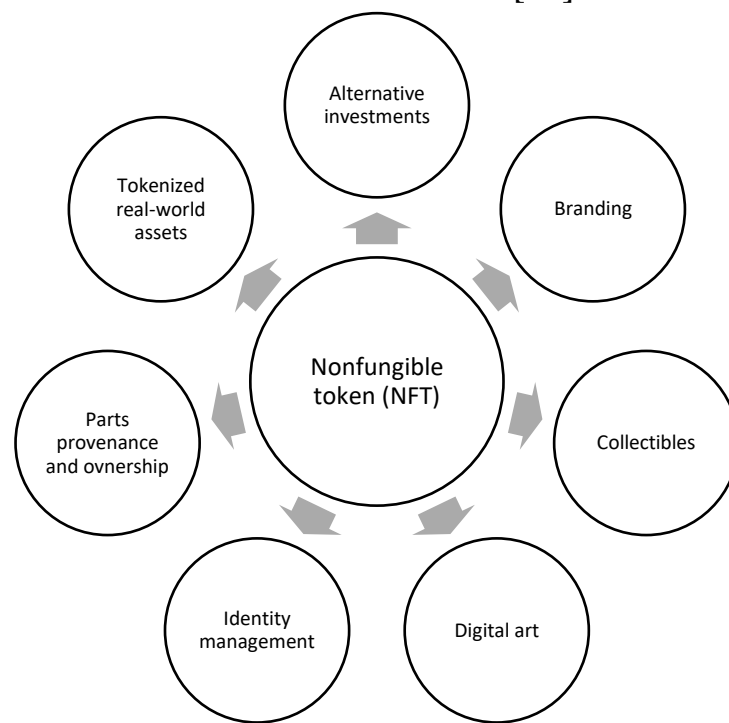 Alternative
investments
Tokenized
real-world
assets
Branding
Nonfungible
token (NFT)
Parts
provenance
and ovnership
Collectibles
Identity
management
Digital art